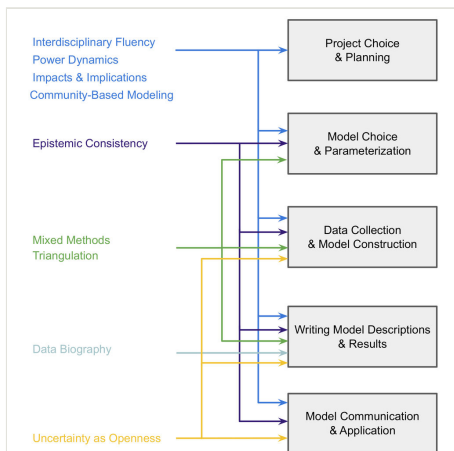 Interdisciplinary Fluency
Power Dynamics
Impacts & Implications
Community-Based Modeling
Epistemic Consistency
Mixed Methods
Triangulation
Data Biography
Uncertainty as Openness
Project Choice
& Planning
Model Choice
& Parameterization
Data Collection
& Model Construction
Writing Model Descriptions
& Results
Model Communication
& Application